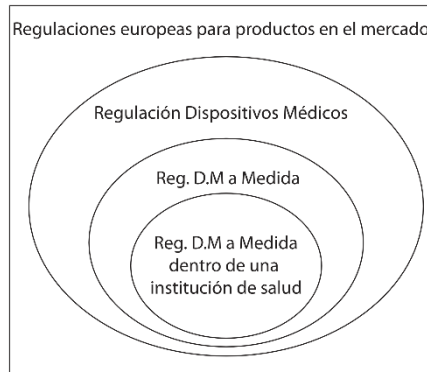 Regulaciones europeas para productos en el mercado
Regulación Dispositivos Médicos
Reg. D.M a Medida
Reg. D.M a Medida
dentro de una
institución de salud